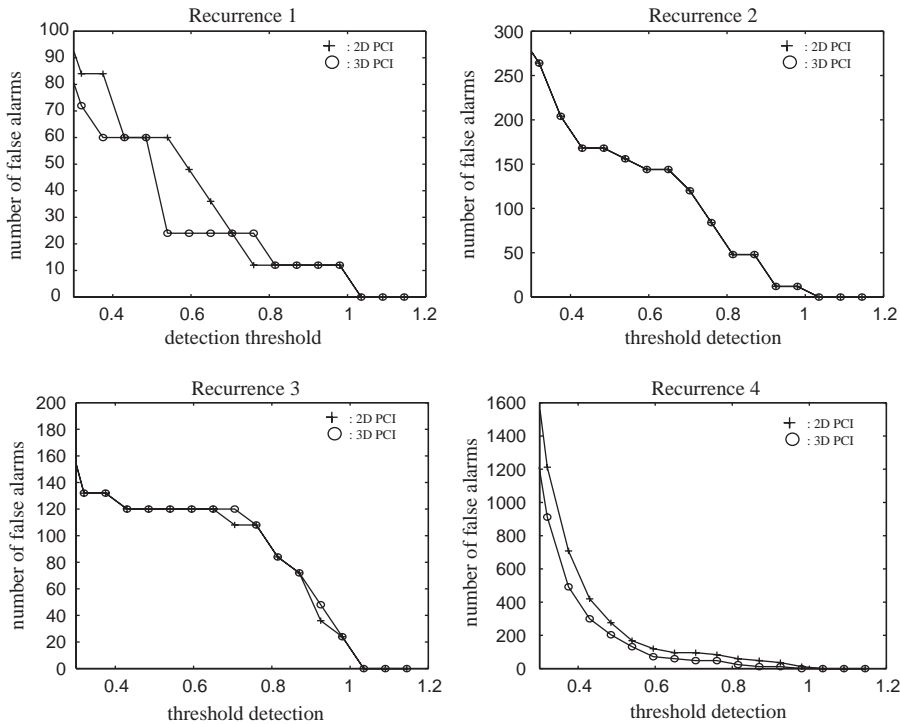 Recurrence 1
100
90
80
70
60
50
40
30
20
10
0
0.4
0.6
0.8
1
1.2
number of false alarms
detection threshold
+ : 2D PCI
o : 3D PCI
Recurrence 2
300
250
200
150
100
50
0
0.4
0.6
0.8
1
1.2
number of false alarms
threshold detection
+ : 2D PCI
o : 3D PCI
Recurrence 3
200
180
160
140
120
100
80
60
40
20
0
0.4
0.6
0.8
1
1.2
number of false alarms
threshold detection
+ : 2D PCI
o : 3D PCI
Recurrence 4
1600
1400
1200
1000
800
600
400
200
0
0.4
0.6
0.8
1
1.2
number of false alarms
threshold detection
+ : 2D PCI
o : 3D PCI